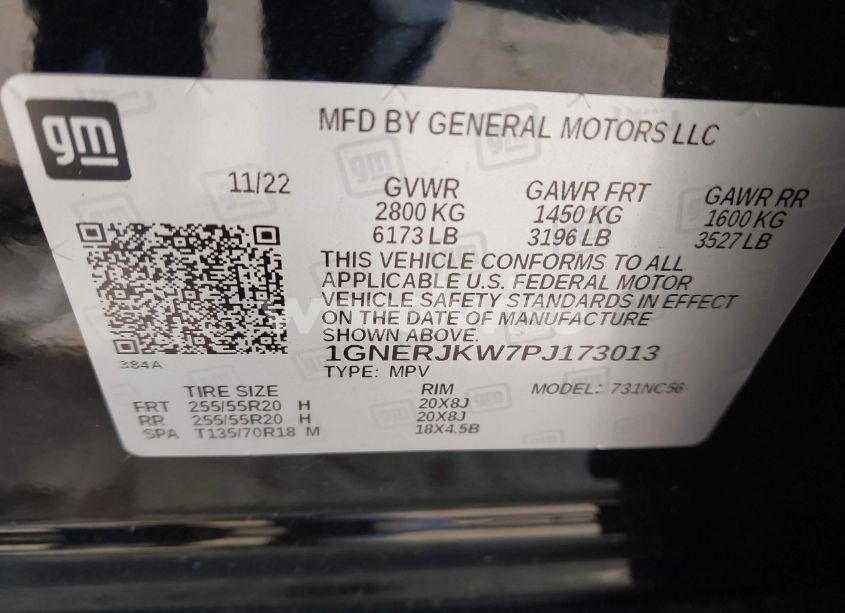 gm
MFD BY GENERAL MOTORS LLC
11/22
GVWR GAWR FRT GAWR RR
2800 KG 1450 KG 1600 KG
6173 LB 3196 LB 3527 LB
THIS VEHICLE CONFORMS TO ALL
APPLICABLE U.S. FEDERAL MOTOR
VEHICLE SAFETY STANDARDS IN EFFECT
ON THE DATE OF MANUFACTURE
SHOWN ABOVE.
1GNERJKW7PJ173013
384A
TYPE: MPV
TIRE SIZE RIM MODEL: 731NC56
FRT 255/55R20 H 20X8J
RR 255/55R20 H 20X8J
SPA T135/70R18 M 18X4.5B